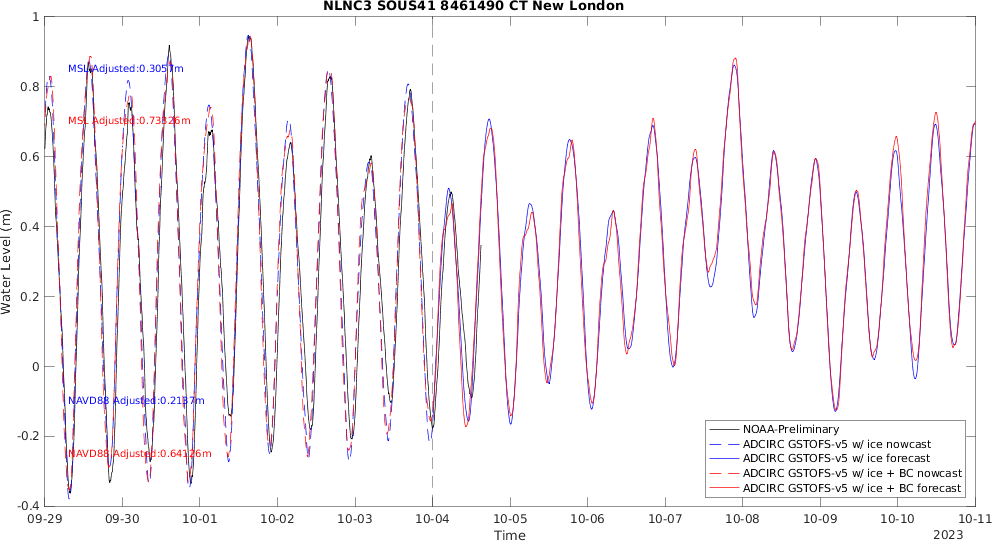 NLNC3 SOUS41 8461490 CT New London
1
0.8
0.6
0.4
0.2
0
-0.2
-0.4
Water Level (m)
MSL Adjusted:0.3057m
MSL Adjusted:0.73326m
NAVD88 Adjusted:0.2137m
NAVD88 Adjusted:0.64126m
NOAA-Preliminary
ADCIRC GSTOFS-v5 w/ ice nowcast
ADCIRC GSTOFS-v5 w/ ice forecast
ADCIRC GSTOFS-v5 w/ ice + BC nowcast
ADCIRC GSTOFS-v5 w/ ice + BC forecast
09-29 09-30 10-01 10-02 10-03 10-04 10-05 10-06 10-07 10-08 10-09 10-10 10-11
Time
2023